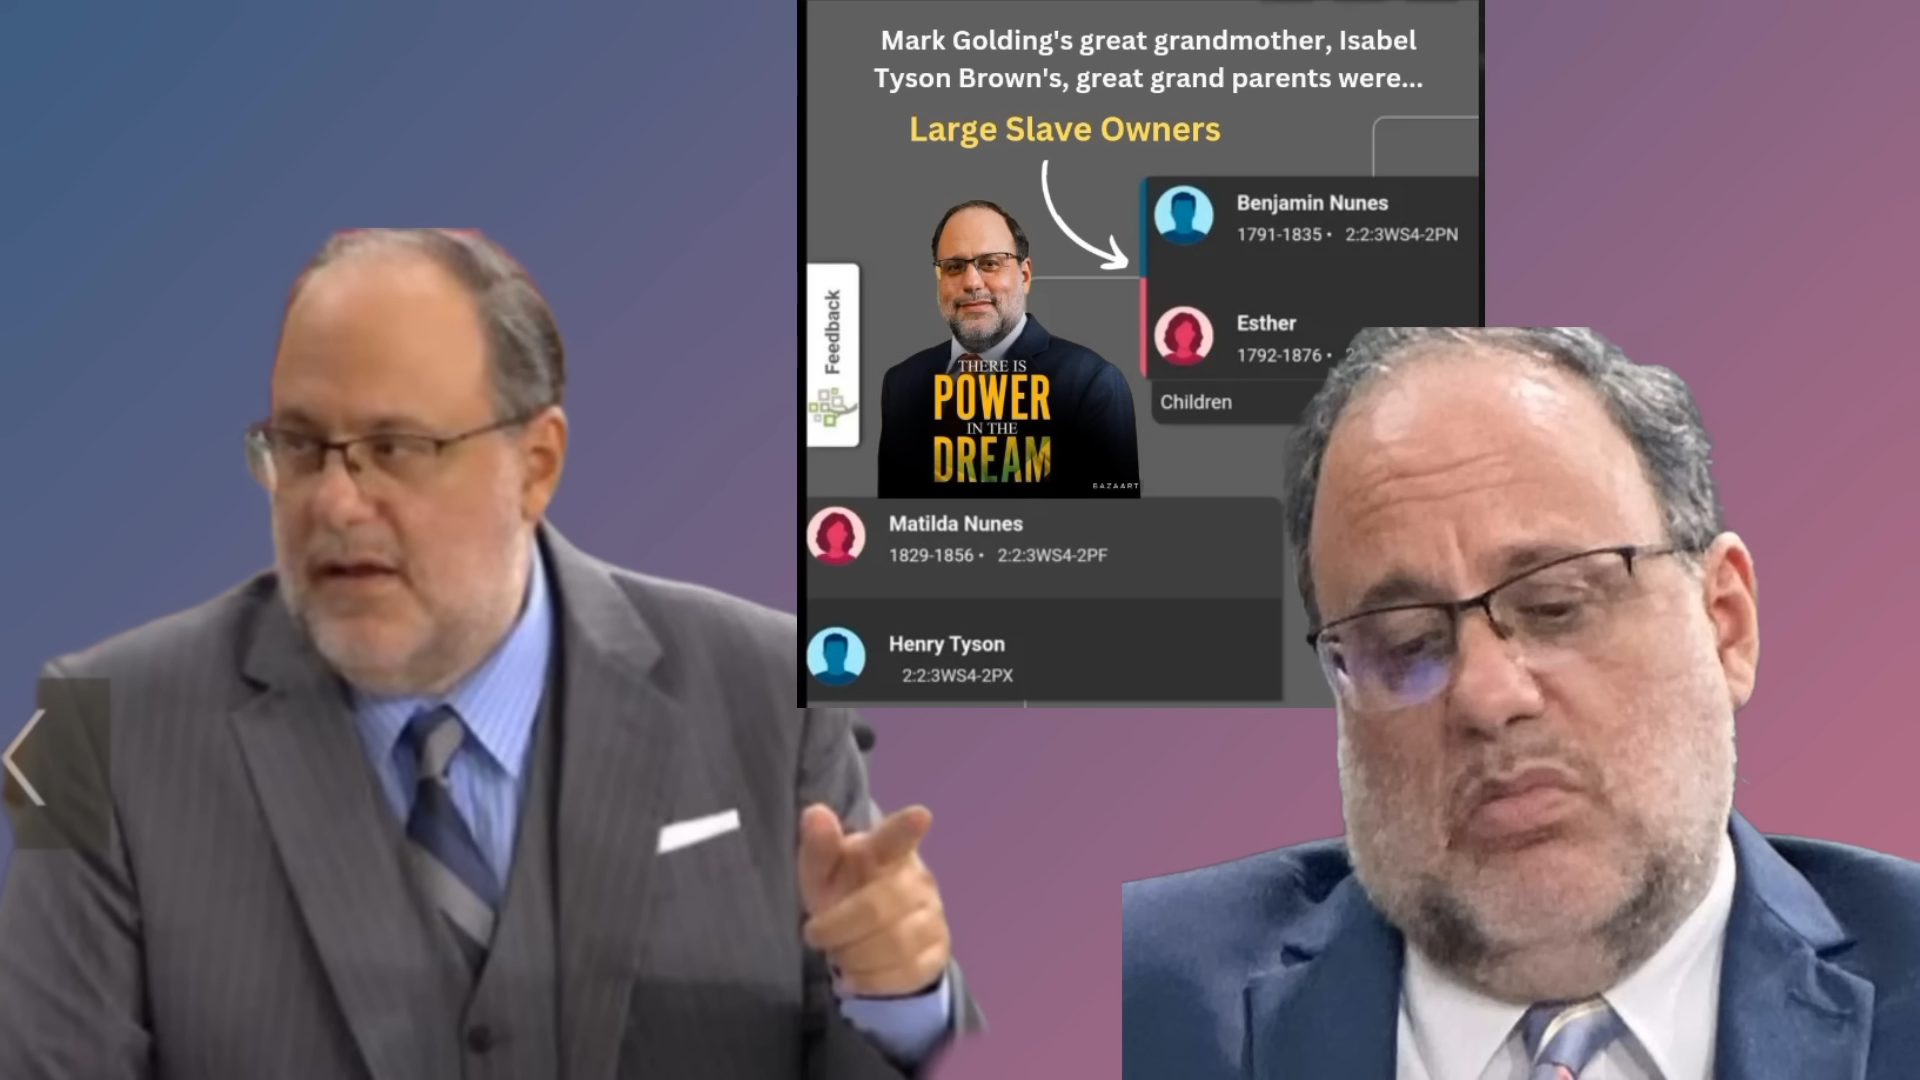 Mark Golding's great grandmother, Isabel
Tyson Brown's, great grand parents were...
Large Slave Owners
Benjamin Nunes
1791-1835 • 2:2:3WS4-2PN
Esther
1792-1876 • 2
Children
Feedback
THERE IS
POWER
IN THE
DREAM
BAZAART
Matilda Nunes
1829-1856 • 2:2:3WS4-2PF
Henry Tyson
2:2:3WS4-2PX